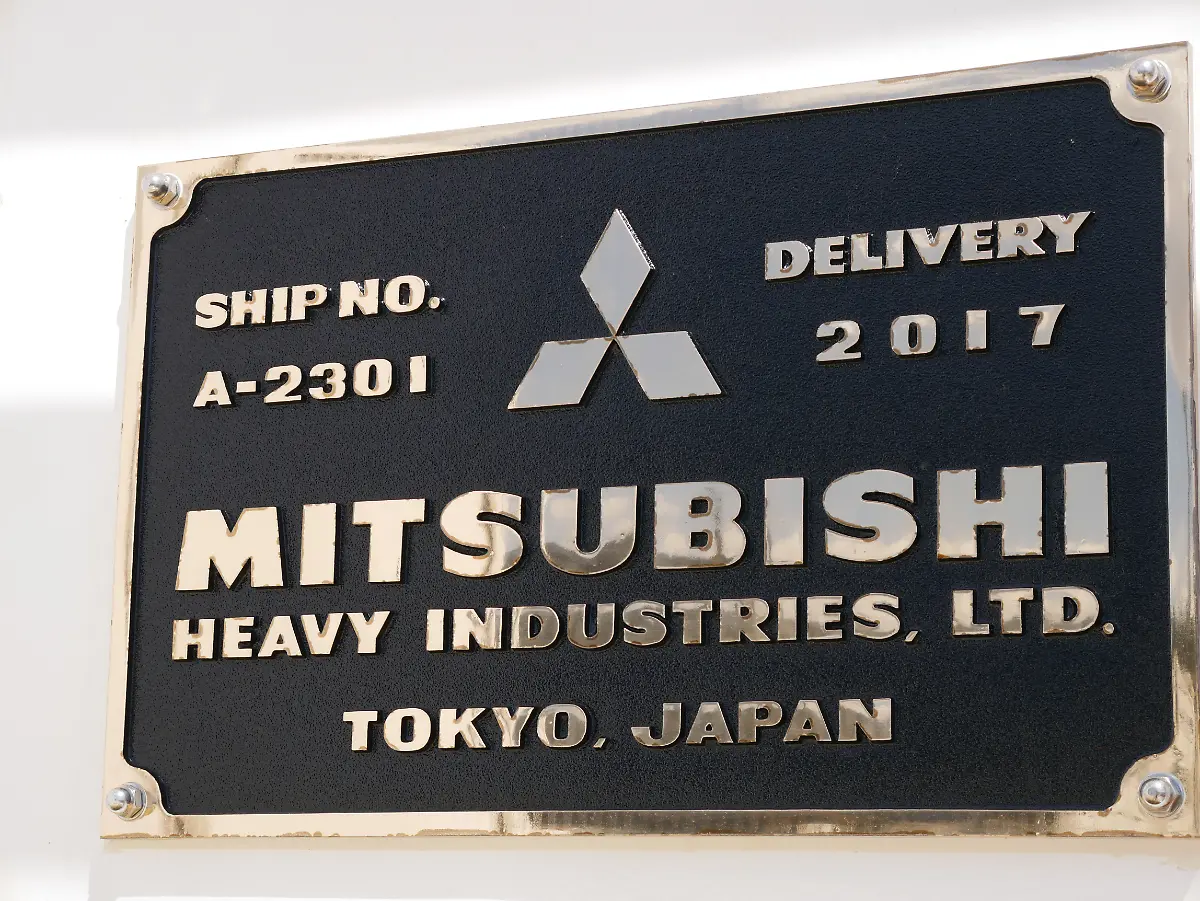 SHIP NO.
A-2301
DELIVERY
2017
MITSUBISHI
HEAVY INDUSTRIES, LTD.
TOKYO, JAPAN